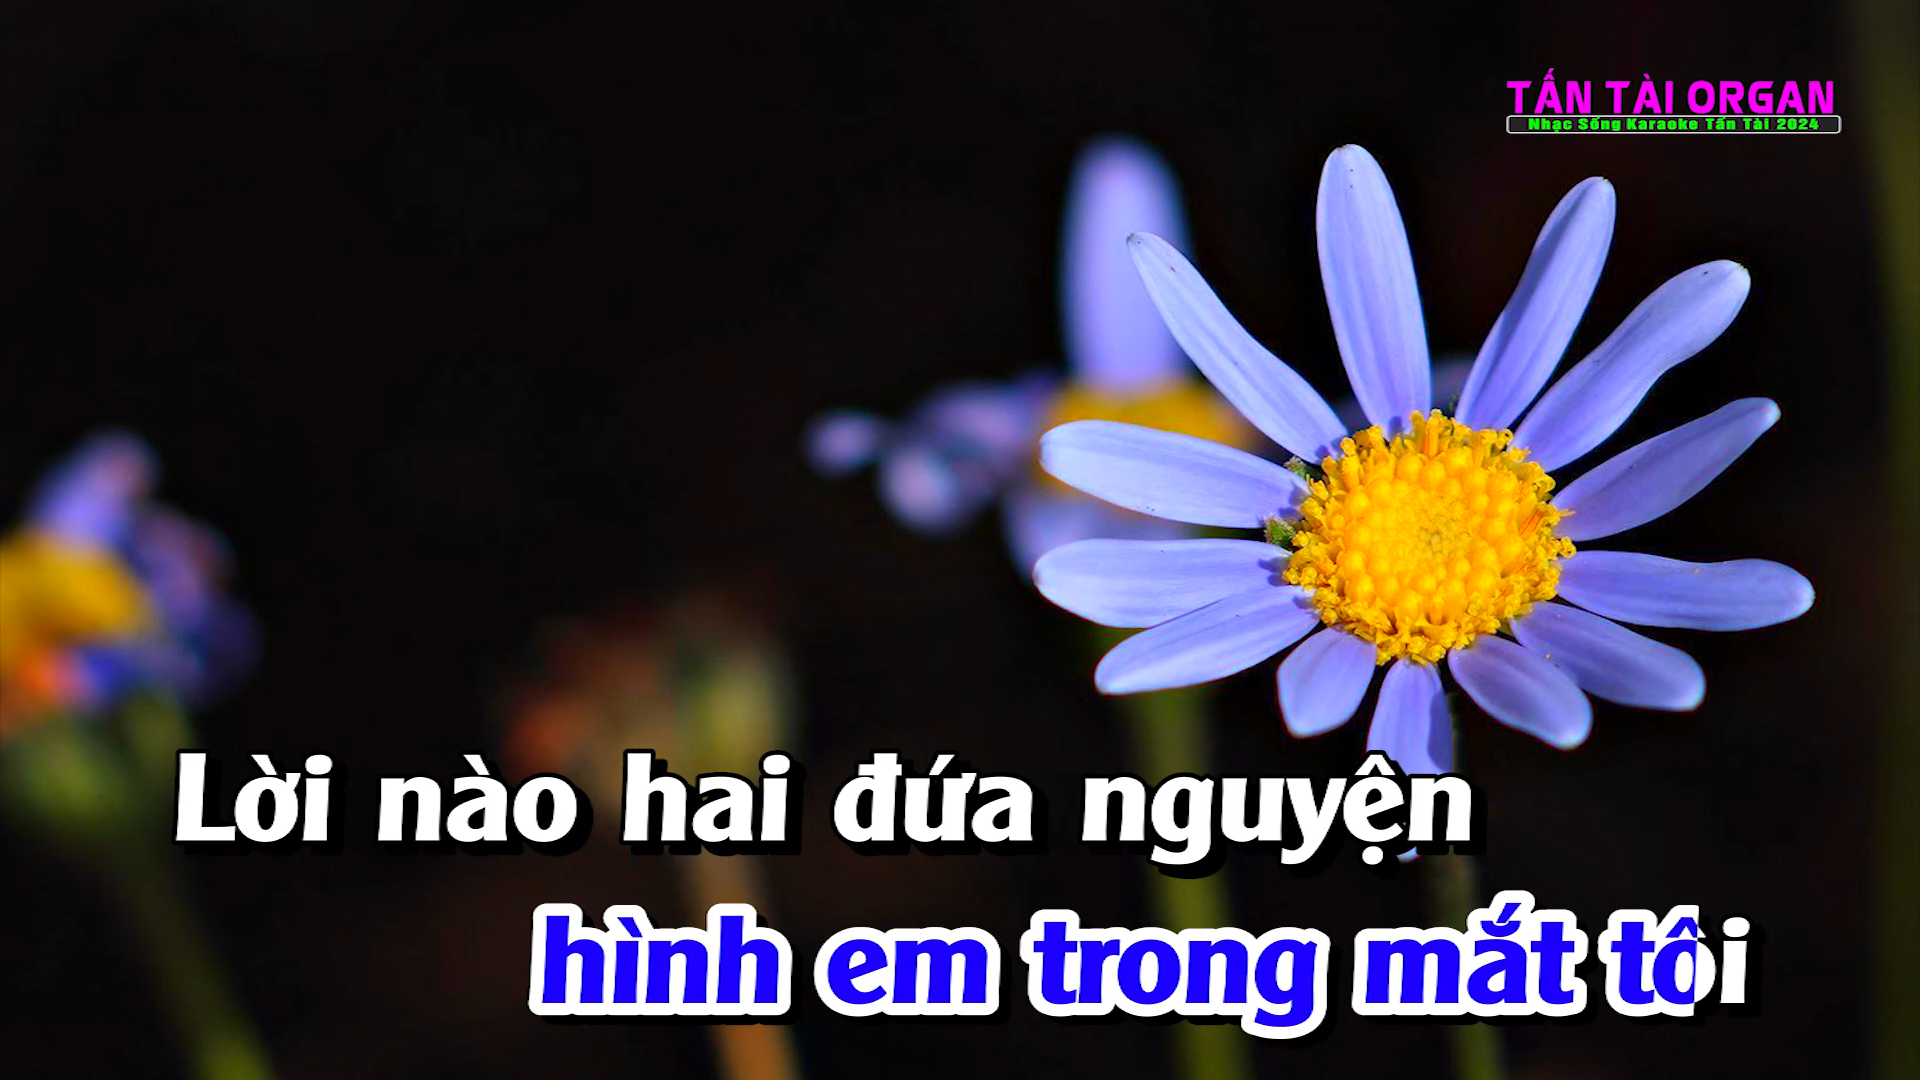 TẤN TÀI ORGAN
Nhạc Sống Karaoke Tấn Tài 2024
Lời nào hai đứa nguyện
hình em trong mắt tôi